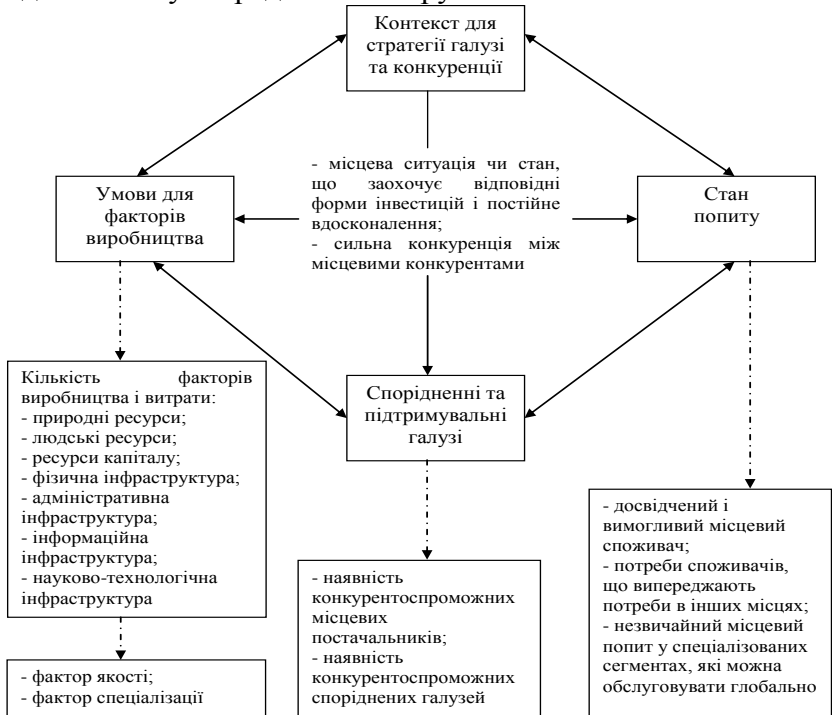 Контекст для
стратегії галузі
та конкуренції
- місцева ситуація чи стан,
що заохочує відповідні
форми інвестицій і постійне
вдосконалення;
- сильна конкуренція між
місцевими конкурентами
Умови для
факторів
виробництва
Стан
попиту
Кількість факторів
виробництва і витрати:
- природні ресурси;
- людські ресурси;
- ресурси капіталу;
- фізична інфраструктура;
- адміністративна
інфраструктура;
- інформаційна
інфраструктура;
- науково-технологічна
інфраструктура
Спорідненні та
підтримувальні
галузі
- досвідчений і
вимогливий місцевий
споживач;
- потреби споживачів,
що випереджають
потреби в інших місцях;
- незвичайний місцевий
попит у спеціалізованих
сегментах, які можна
обслуговувати глобально
- наявність
конкурентоспроможних
місцевих
постачальників;
- наявність
конкурентоспроможних
споріднених галузей
- фактор якості;
- фактор спеціалізації